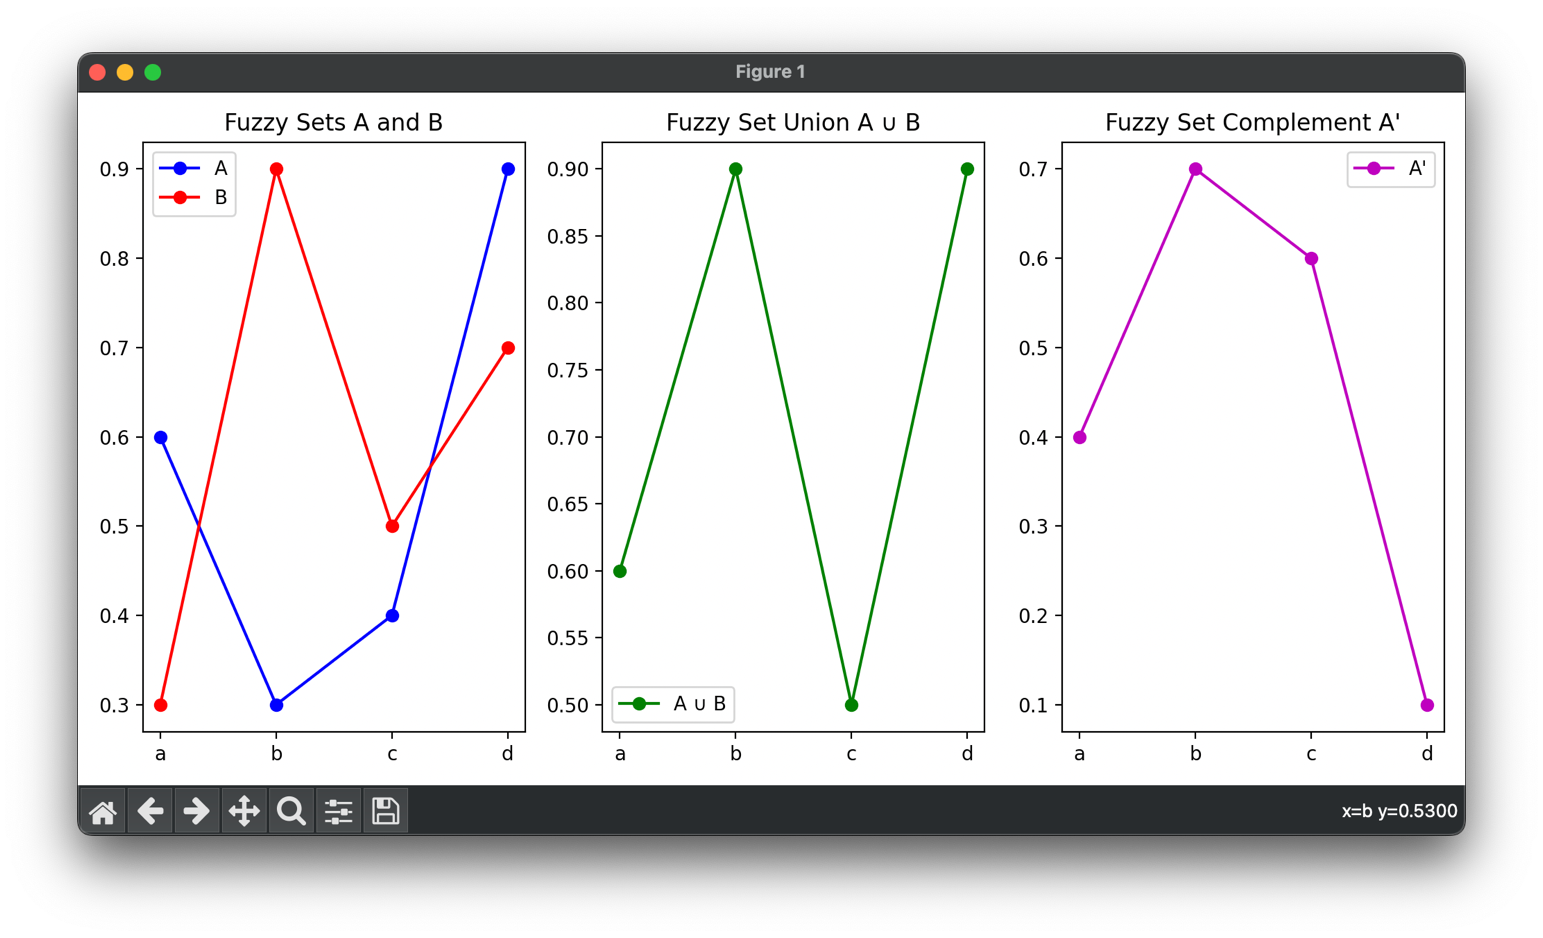 Figure 1
Fuzzy Sets A and B
A
B
0.9
0.8
0.7
0.6
0.5
0.4
0.3
a b c d
Fuzzy Set Union A ∪ B
0.90
0.85
0.80
0.75
0.70
0.65
0.60
0.55
0.50
A ∪ B
a b c d
Fuzzy Set Complement A'
A'
0.7
0.6
0.5
0.4
0.3
0.2
0.1
a b c d
x=b y=0.5300